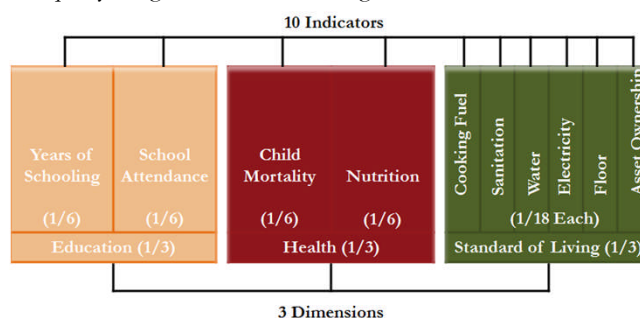 10 Indicators
Years of
Schooling
(1/6)
School
Attendance
(1/6)
Education (1/3)
Child
Mortality
(1/6)
Nutrition
(1/6)
Health (1/3)
Cooking Fuel
Sanitation
Water
Electricity
Floor
Asset Ownership
(1/18 Each)
Standard of Living (1/3)
3 Dimensions